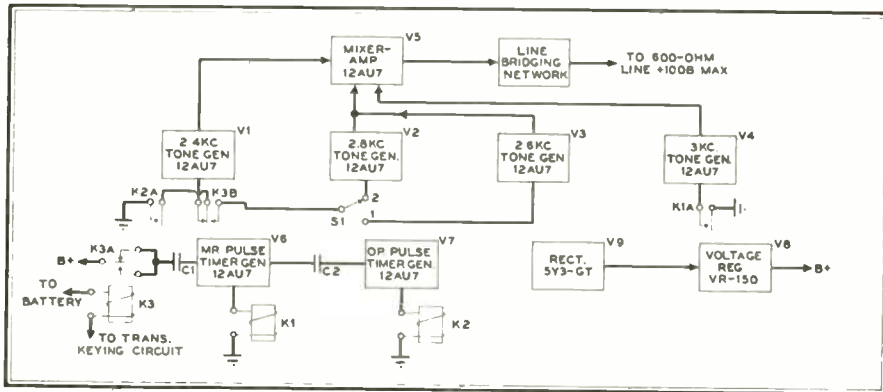 V5
MIXER-
AMP
12AU7
LINE
BRIDGING
NETWORK
TO 600-OHM
LINE +10DB MAX
V1
2.4KC
TONE GEN
12AU7
V2
2.8KC
TONE GEN.
12AU7
V3
2.6KC
TONE GEN
12AU7
V4
3KC.
TONE GEN.
12AU7
K2A
K3B
2
S1
1
K1A
K3A
B+
C1
V6
MR PULSE
TIMER GEN
12AU7
C2
V7
OP PULSE
TIMER GEN.
12AU7
V9
RECT.
5Y3-GT
V8
VOLTAGE
REG
VR-150
B+
TO
BATTERY
K3
K1
K2
TO TRANS.
KEYING CIRCUIT